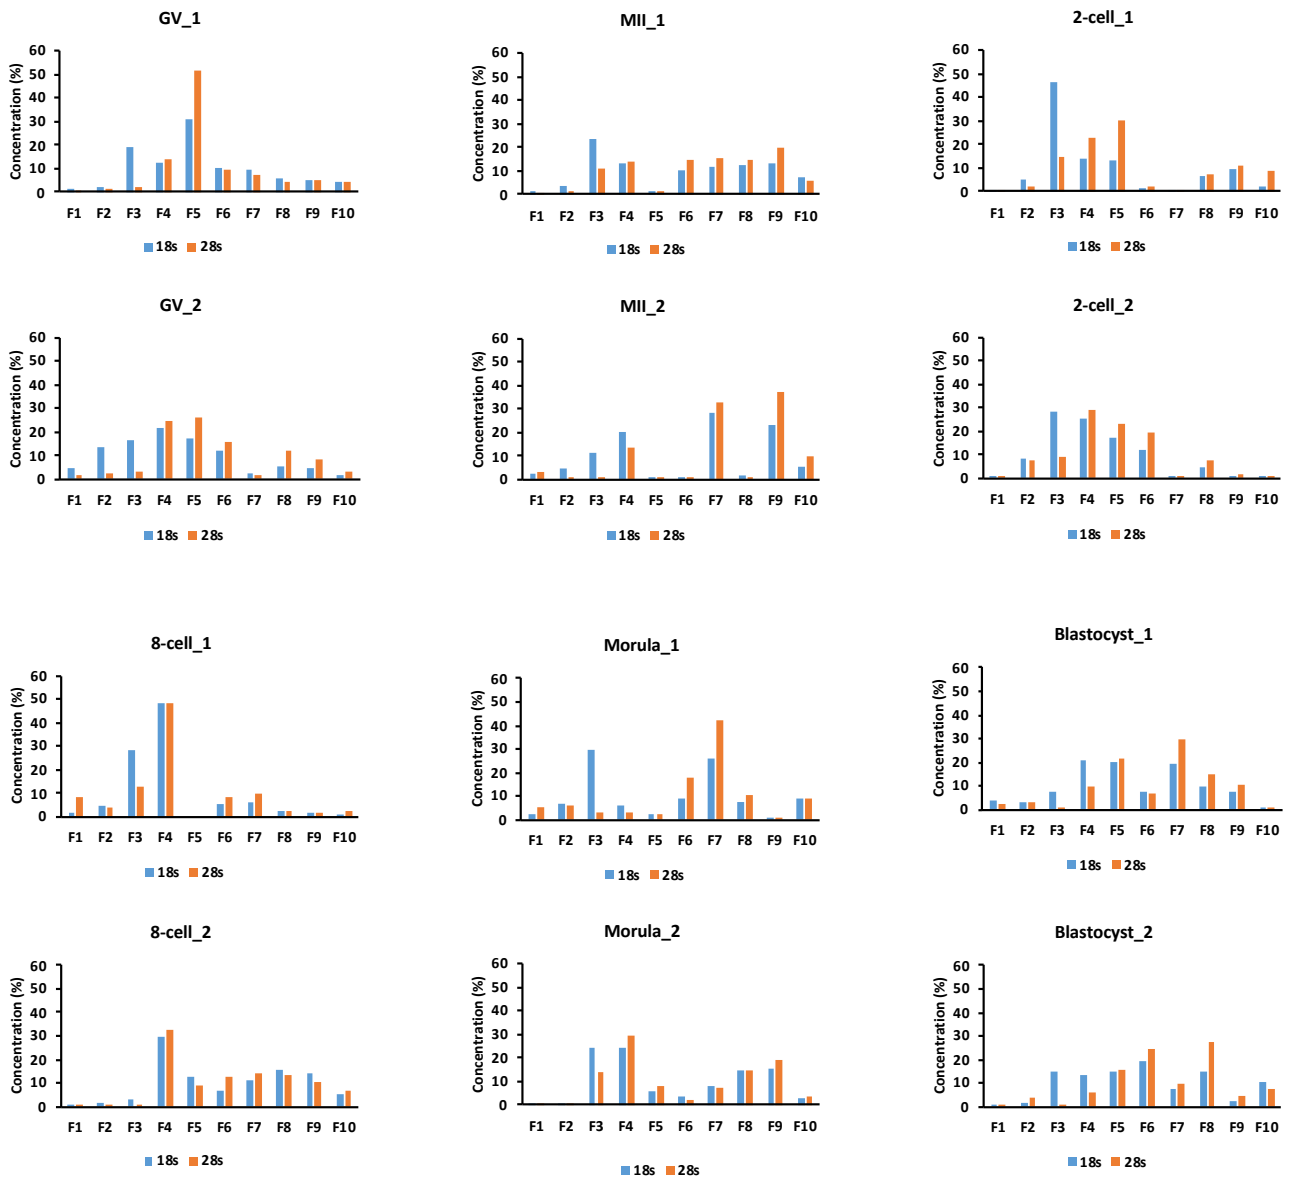 GV_1
Concentration (%)
60
50
40
30
20
10
0
F1 F2 F3 F4 F5 F6 F7 F8 F9 F10
18s 28s
MII_1
Concentration (%)
60
50
40
30
20
10
0
F1 F2 F3 F4 F5 F6 F7 F8 F9 F10
18s 28s
2-cell_1
Concentration (%)
60
50
40
30
20
10
0
F1 F2 F3 F4 F5 F6 F7 F8 F9 F10
18s 28s
GV_2
Concentration (%)
60
50
40
30
20
10
0
F1 F2 F3 F4 F5 F6 F7 F8 F9 F10
18s 28s
MII_2
Concentration (%)
60
50
40
30
20
10
0
F1 F2 F3 F4 F5 F6 F7 F8 F9 F10
18s 28s
2-cell_2
Concentration (%)
60
50
40
30
20
10
0
F1 F2 F3 F4 F5 F6 F7 F8 F9 F10
18s 28s
8-cell_1
Concentration (%)
60
50
40
30
20
10
0
F1 F2 F3 F4 F5 F6 F7 F8 F9 F10
18s 28s
Morula_1
Concentration (%)
60
50
40
30
20
10
0
F1 F2 F3 F4 F5 F6 F7 F8 F9 F10
18s 28s
Blastocyst_1
Concentration (%)
60
50
40
30
20
10
0
F1 F2 F3 F4 F5 F6 F7 F8 F9 F10
18s 28s
8-cell_2
Concentration (%)
60
50
40
30
20
10
0
F1 F2 F3 F4 F5 F6 F7 F8 F9 F10
18s 28s
Morula_2
Concentration (%)
60
50
40
30
20
10
0
F1 F2 F3 F4 F5 F6 F7 F8 F9 F10
18s 28s
Blastocyst_2
Concentration (%)
60
50
40
30
20
10
0
F1 F2 F3 F4 F5 F6 F7 F8 F9 F10
18s 28s